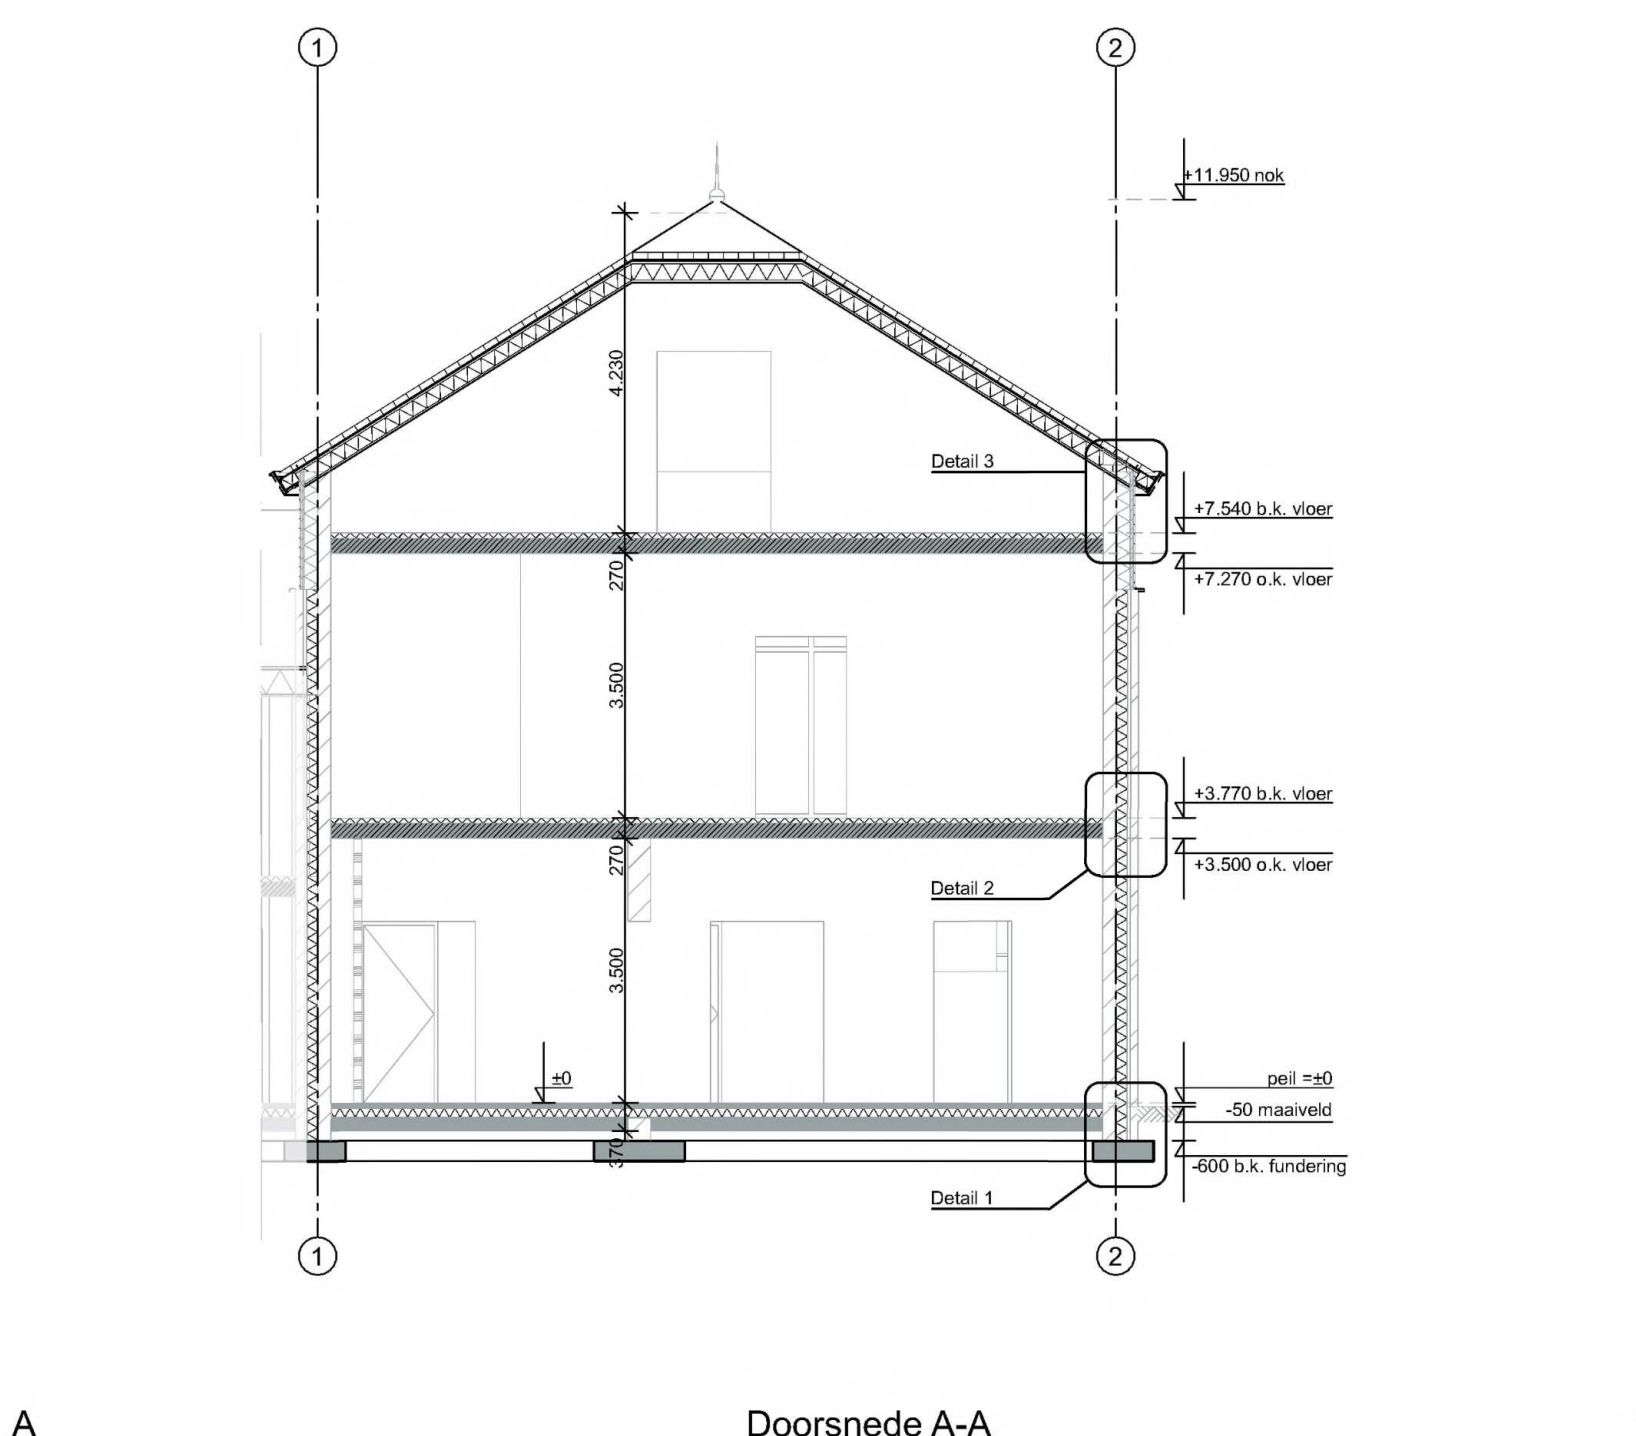 1
2
+11.950 nok
4.230
Detail 3
+7.540 b.k. vloer
270
+7.270 o.k. vloer
3.500
+3.770 b.k. vloer
270
+3.500 o.k. vloer
Detail 2
3.500
±0
peil =±0
-50 maaiveld
370
-600 b.k. fundering
Detail 1
1
2
A
Doorsnede A-A